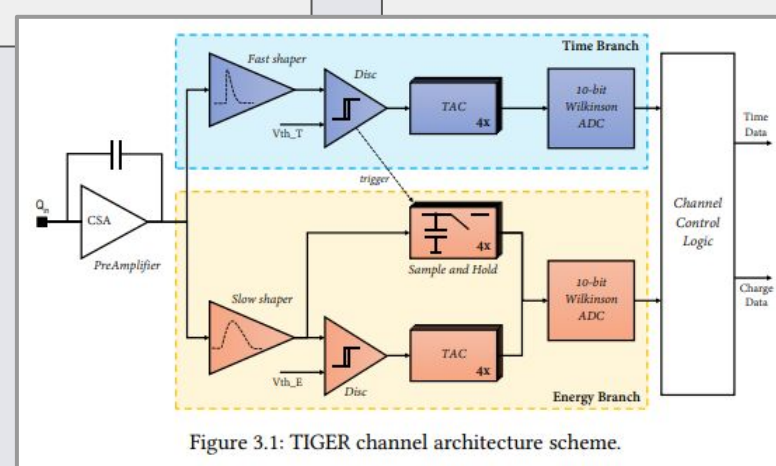 Time Branch
Fast shaper
Disc
TAC
4x
10-bit
Wilkinson
ADC
Vth_T
trigger
Qin
CSA
PreAmplifier
Sample and Hold
4x
Slow shaper
Vth_E
Disc
TAC
4x
10-bit
Wilkinson
ADC
Energy Branch
Channel
Control
Logic
Time
Data
Charge
Data
Figure 3.1: TIGER channel architecture scheme.